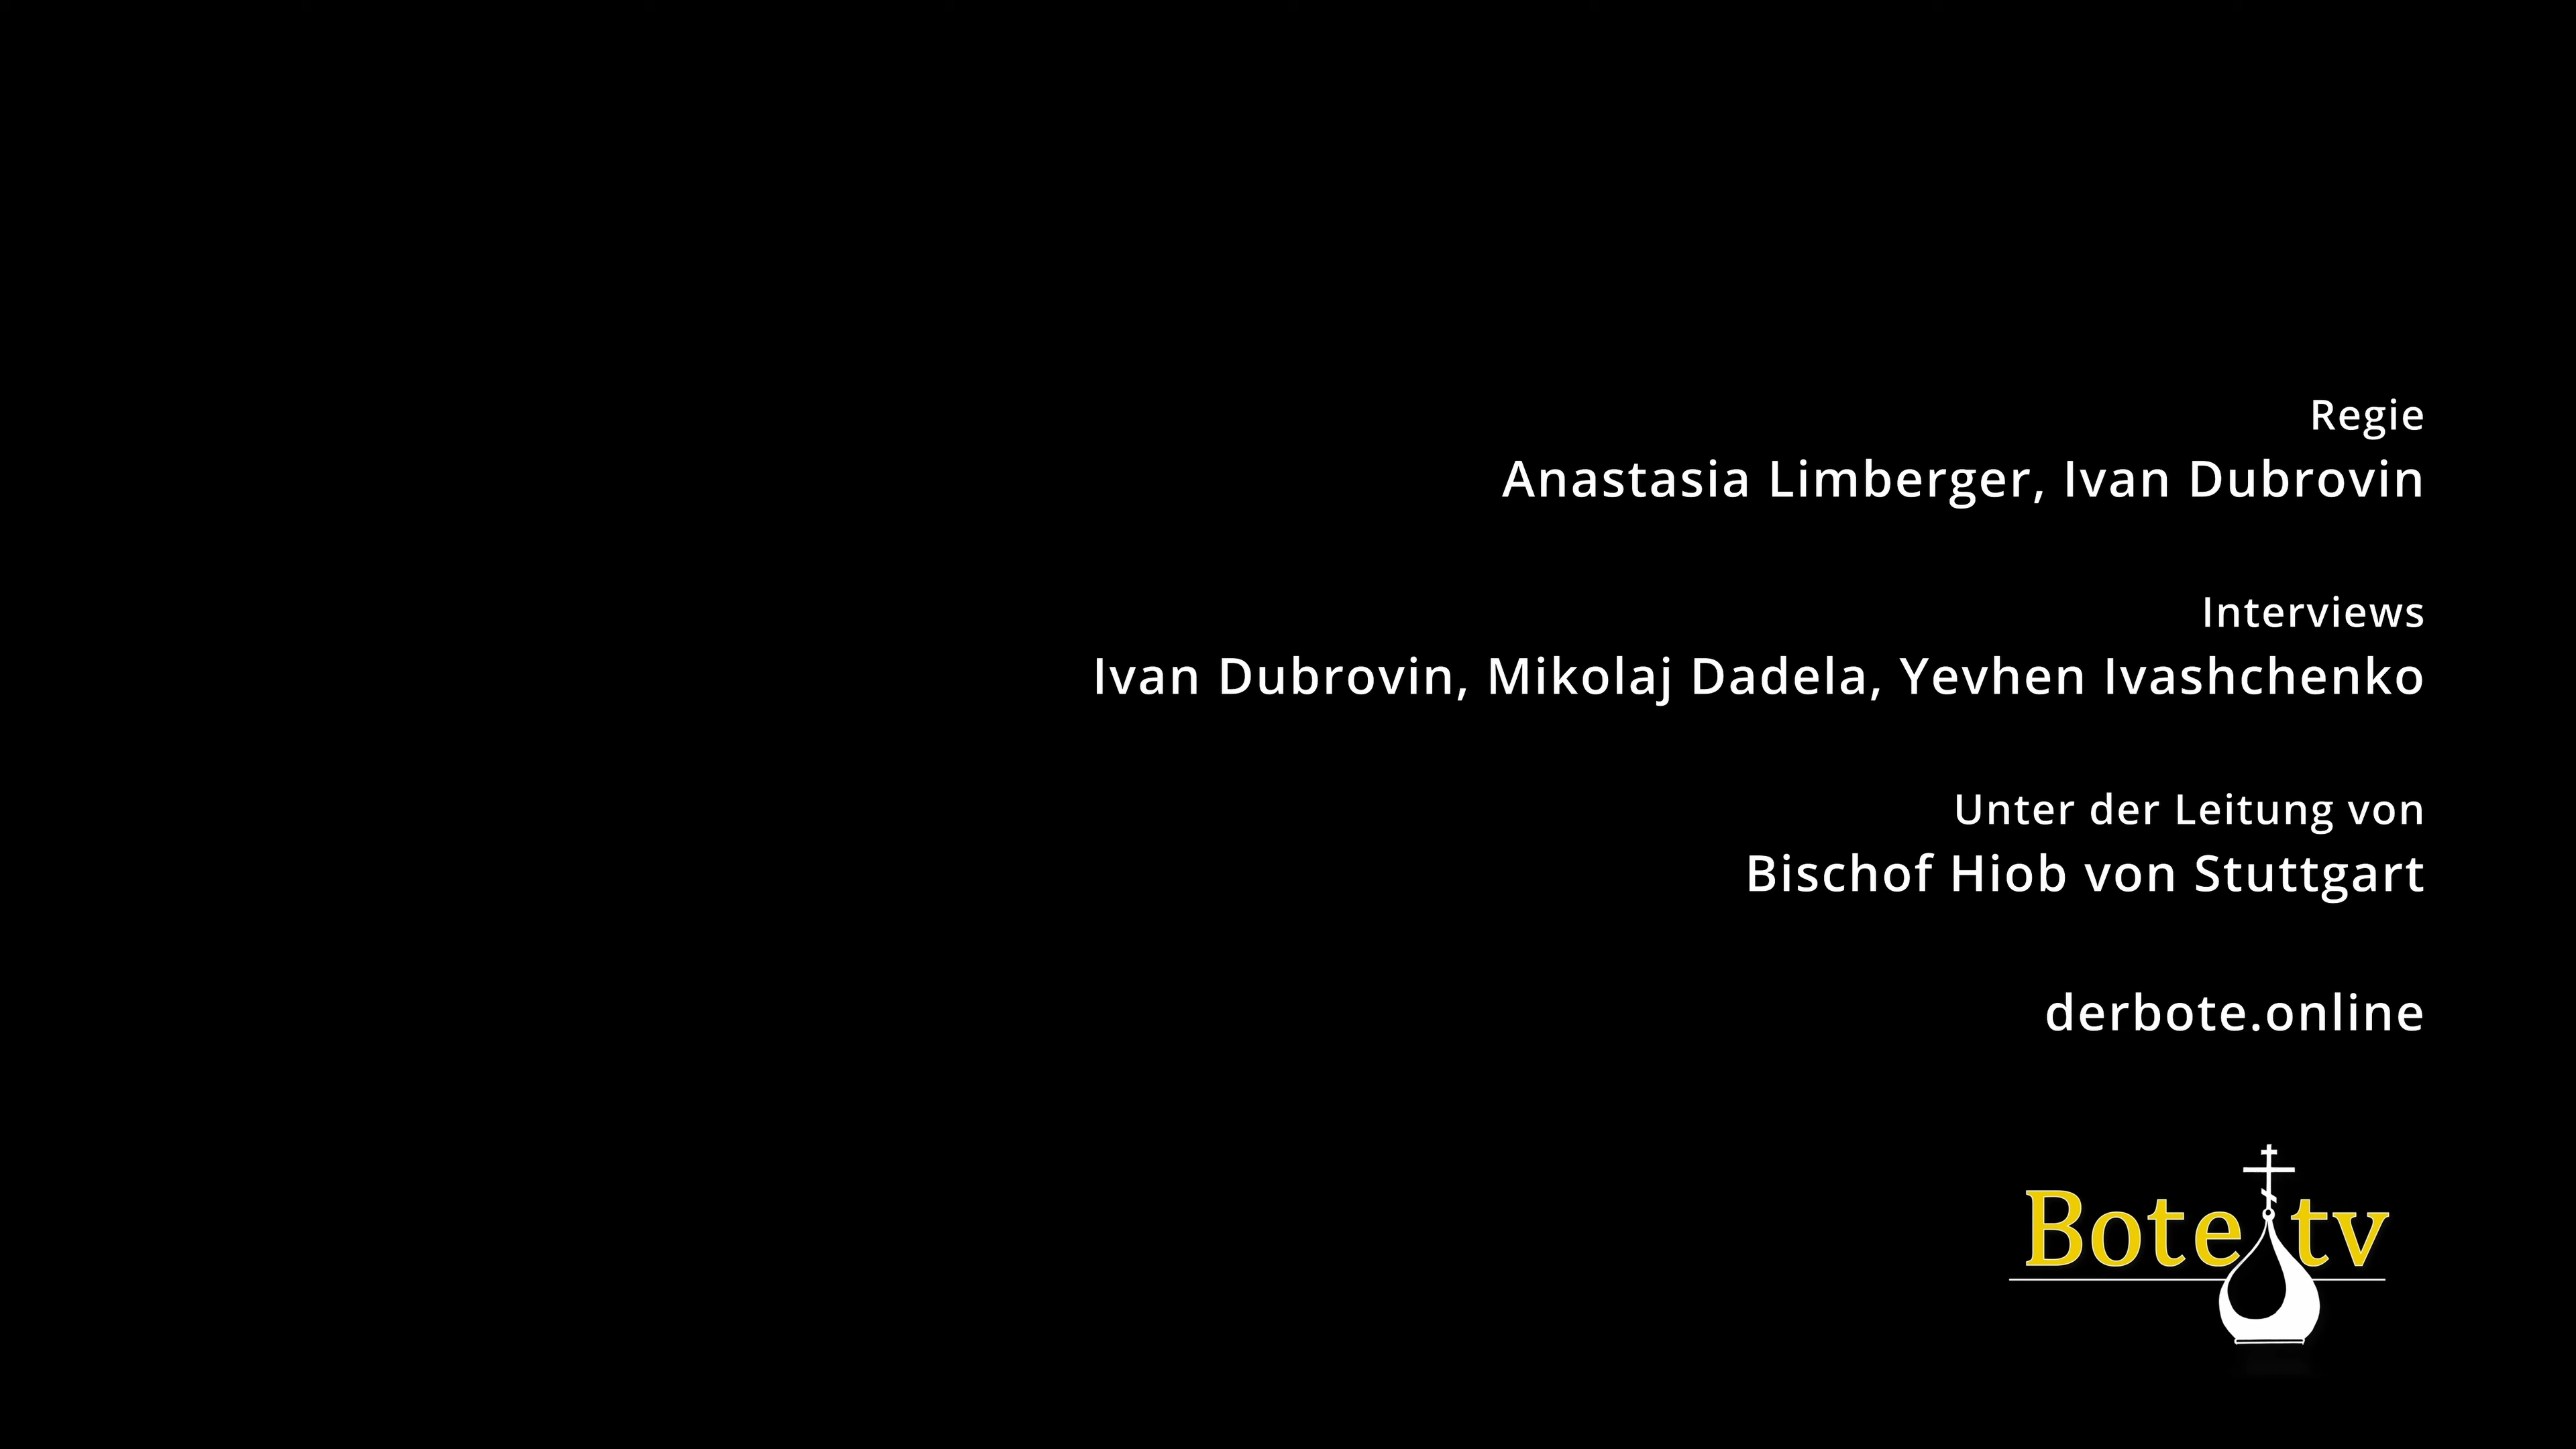 Regie
Anastasia Limberger, Ivan Dubrovin
Interviews
Ivan Dubrovin, Mikolaj Dadela, Yevhen Ivashchenko
Unter der Leitung von
Bischof Hiob von Stuttgart
derbote.online
Bote tv